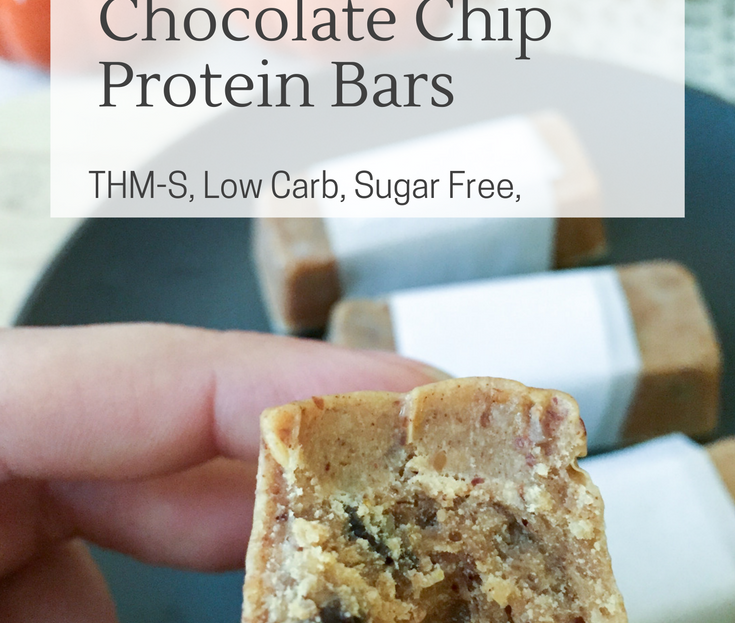 Chocolate Chip
Protein Bars
THM-S, Low Carb, Sugar Free,